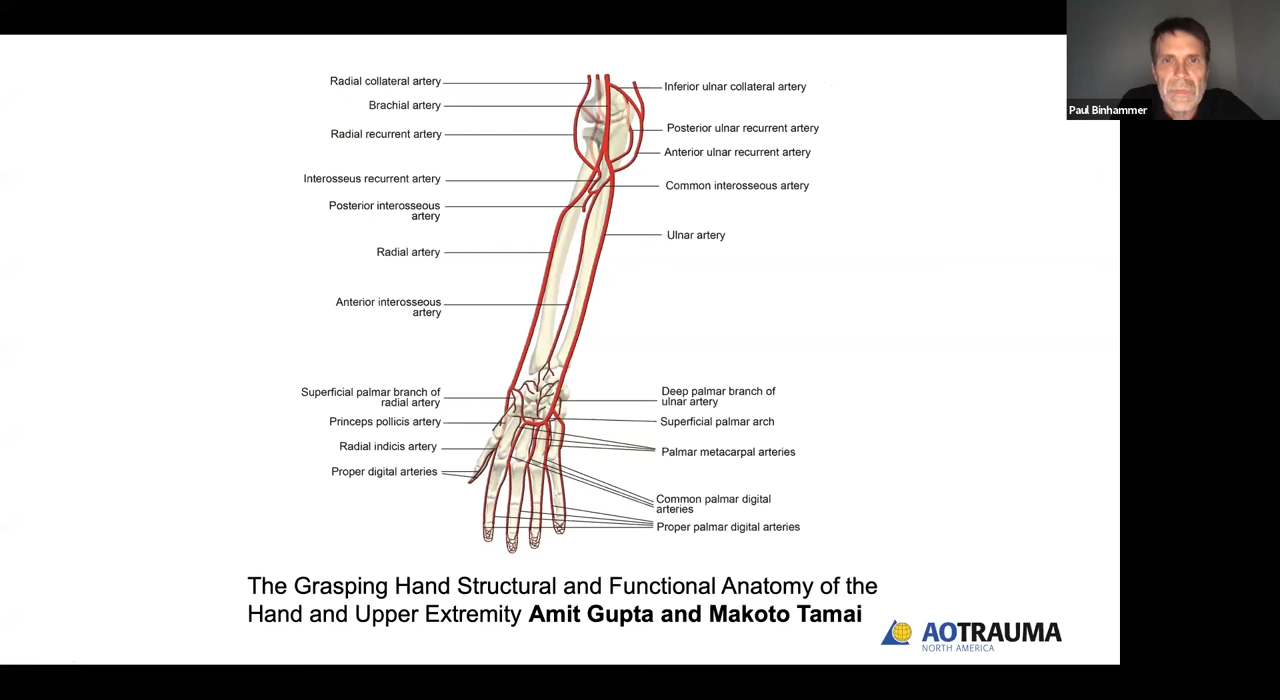 Paul Binhammer
Radial collateral artery
Brachial artery
Radial recurrent artery
Interosseus recurrent artery
Posterior interosseous
artery
Radial artery
Anterior interosseous
artery
Superficial palmar branch of
radial artery
Princeps pollicis artery
Radial indicis artery
Proper digital arteries
Inferior ulnar collateral artery
Posterior ulnar recurrent artery
Anterior ulnar recurrent artery
Common interosseous artery
Ulnar artery
Deep palmar branch of
ulnar artery
Superficial palmar arch
Palmar metacarpal arteries
Common palmar digital
arteries
Proper palmar digital arteries
The Grasping Hand Structural and Functional Anatomy of the
Hand and Upper Extremity Amit Gupta and Makoto Tamai
AOTRAUMA
NORTH AMERICA